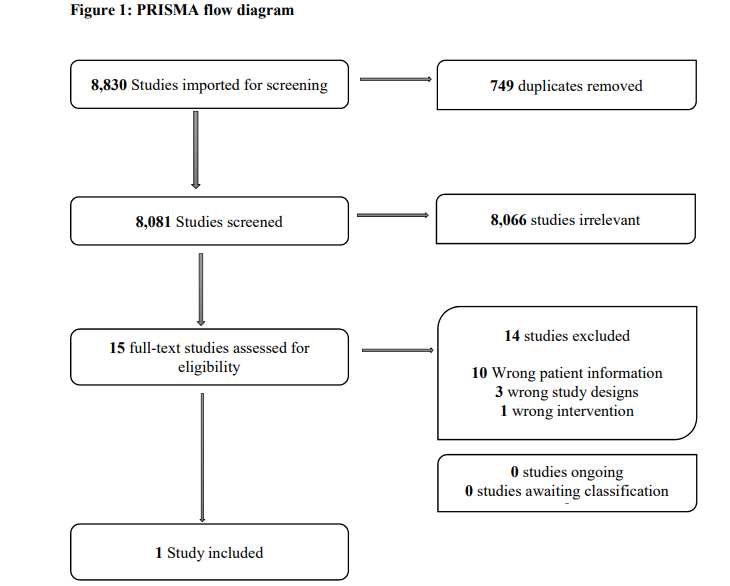 Figure 1: PRISMA flow diagram
8,830 Studies imported for screening
749 duplicates removed
8,081 Studies screened
8,066 studies irrelevant
15 full-text studies assessed for
eligibility
14 studies excluded
10 Wrong patient information
3 wrong study designs
1 wrong intervention
0 studies ongoing
0 studies awaiting classification
1 Study included